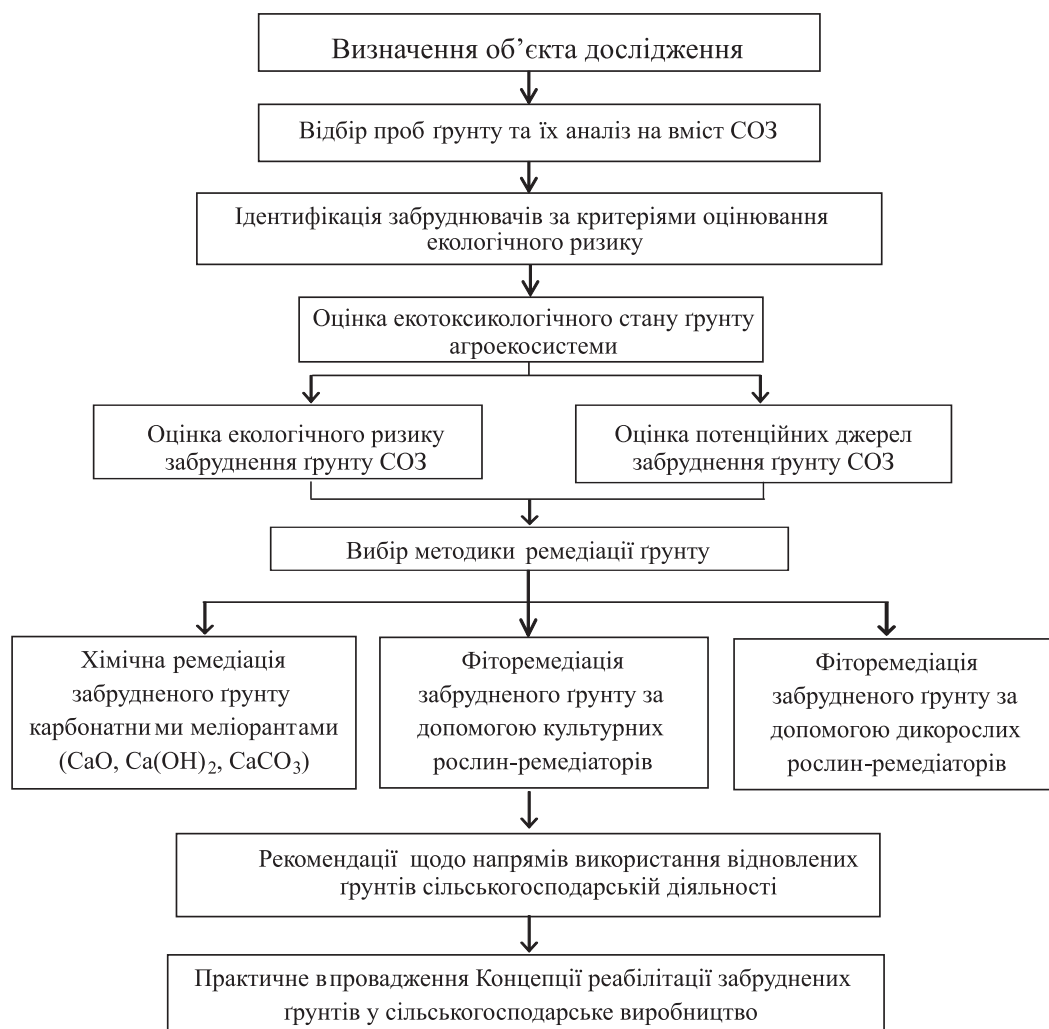 Визначення об’єкта дослідження
Відбір проб ґрунту та їх аналіз на вміст СОЗ
Ідентифікація забруднювачів за критеріями оцінювання
екологічного ризику
Оцінка екотоксикологічного стану ґрунту
агроекосистеми
Оцінка екологічного ризику
забруднення ґрунту СОЗ
Оцінка потенційних джерел
забруднення ґрунту СОЗ
Вибір методики ремедіації ґрунту
Хімічна ремедіація
забрудненого ґрунту
карбонатними меліорантами
(CaO, Ca(OH)₂, CaCO₃)
Фіторемедіація
забрудненого ґрунту за
допомогою культурних
рослин-ремедіаторів
Фіторемедіація
забрудненого ґрунту за
допомогою дикорослих
рослин-ремедіаторів
Рекомендації щодо напрямів використання відновлених
ґрунтів сільськогосподарській діяльності
Практичне впровадження Концепції реабілітації забруднених
ґрунтів у сільськогосподарське виробництво